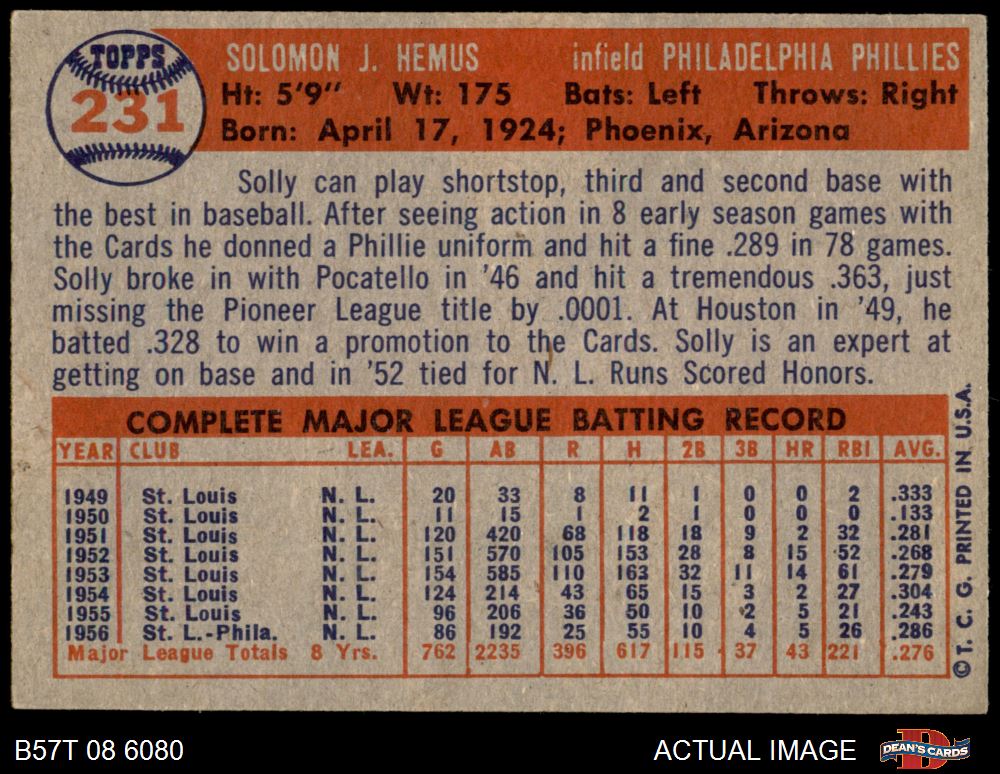 TOPPS
231
SOLOMON J. HEMUS infield PHILADELPHIA PHILLIES
Ht: 5'9" Wt: 175 Bats: Left Throws: Right
Born: April 17, 1924; Phoenix, Arizona
Solly can play shortstop, third and second base with
the best in baseball. After seeing action in 8 early season games with
the Cards he donned a Phillie uniform and hit a fine .289 in 78 games.
Solly broke in with Pocatello in '46 and hit a tremendous .363, just
missing the Pioneer League title by .0001. At Houston in '49, he
batted .328 to win a promotion to the Cards. Solly is an expert at
getting on base and in '52 tied for N. L. Runs Scored Honors.
COMPLETE MAJOR LEAGUE BATTING RECORD
YEAR CLUB LEA. G AB R H 2B 3B HR RBI AVG.
1949 St. Louis N. L. 20 33 8 11 1 0 0 2 .333
1950 St. Louis N. L. 11 15 1 2 1 0 0 0 .133
1951 St. Louis N. L. 120 420 68 118 18 9 2 32 .281
1952 St. Louis N. L. 151 570 105 153 28 8 15 52 .268
1953 St. Louis N. L. 154 585 110 163 32 11 14 61 .279
1954 St. Louis N. L. 124 214 43 65 15 3 2 27 .304
1955 St. Louis N. L. 96 206 36 50 10 2 5 21 .243
1956 St. L.-Phila. N. L. 86 192 25 55 10 4 5 26 .286
Major League Totals 8 Yrs. 762 2235 396 617 115 37 43 221 .276
©T. C. G. PRINTED IN U.S.A.
B57T 08 6080
ACTUAL IMAGE
DEAN'S CARDS